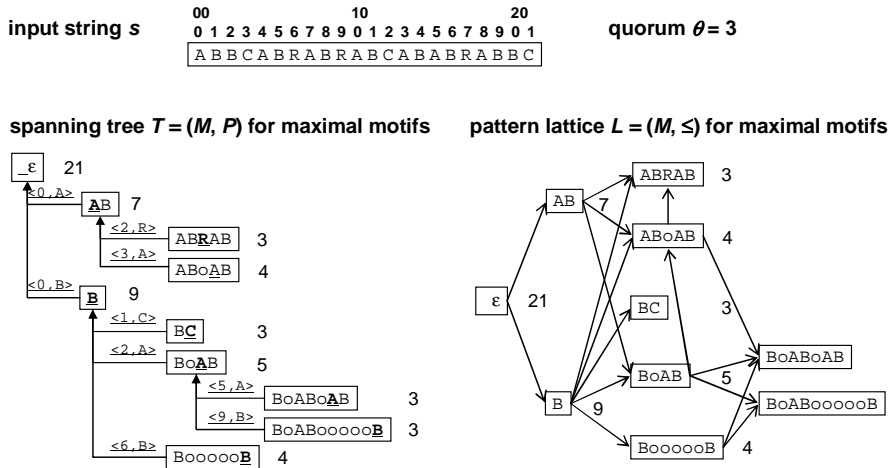 00 10 20
input string s 0 1 2 3 4 5 6 7 8 9 0 1 2 3 4 5 6 7 8 9 0 1 quorum θ = 3
A B B C A B R A B R A B C A B A B R A B B C
spanning tree T = (M, P) for maximal motifs
_ε 21
<0,A>
AB 7
<2,R>
ABRAB 3
<3,A>
ABoAB 4
<0,B>
B 9
<1,C>
BC 3
<2,A>
BoAB 5
<5,A>
BoABoAB 3
<9,B>
BoABoooooB 3
<6,B>
BoooooB 4
pattern lattice L = (M, ≤) for maximal motifs
ABRAB 3
AB 7
ABoAB 4
ε 21
BC 3
BoABoAB
BoAB 5
B 9
BoABoooooB
BoooooB 4